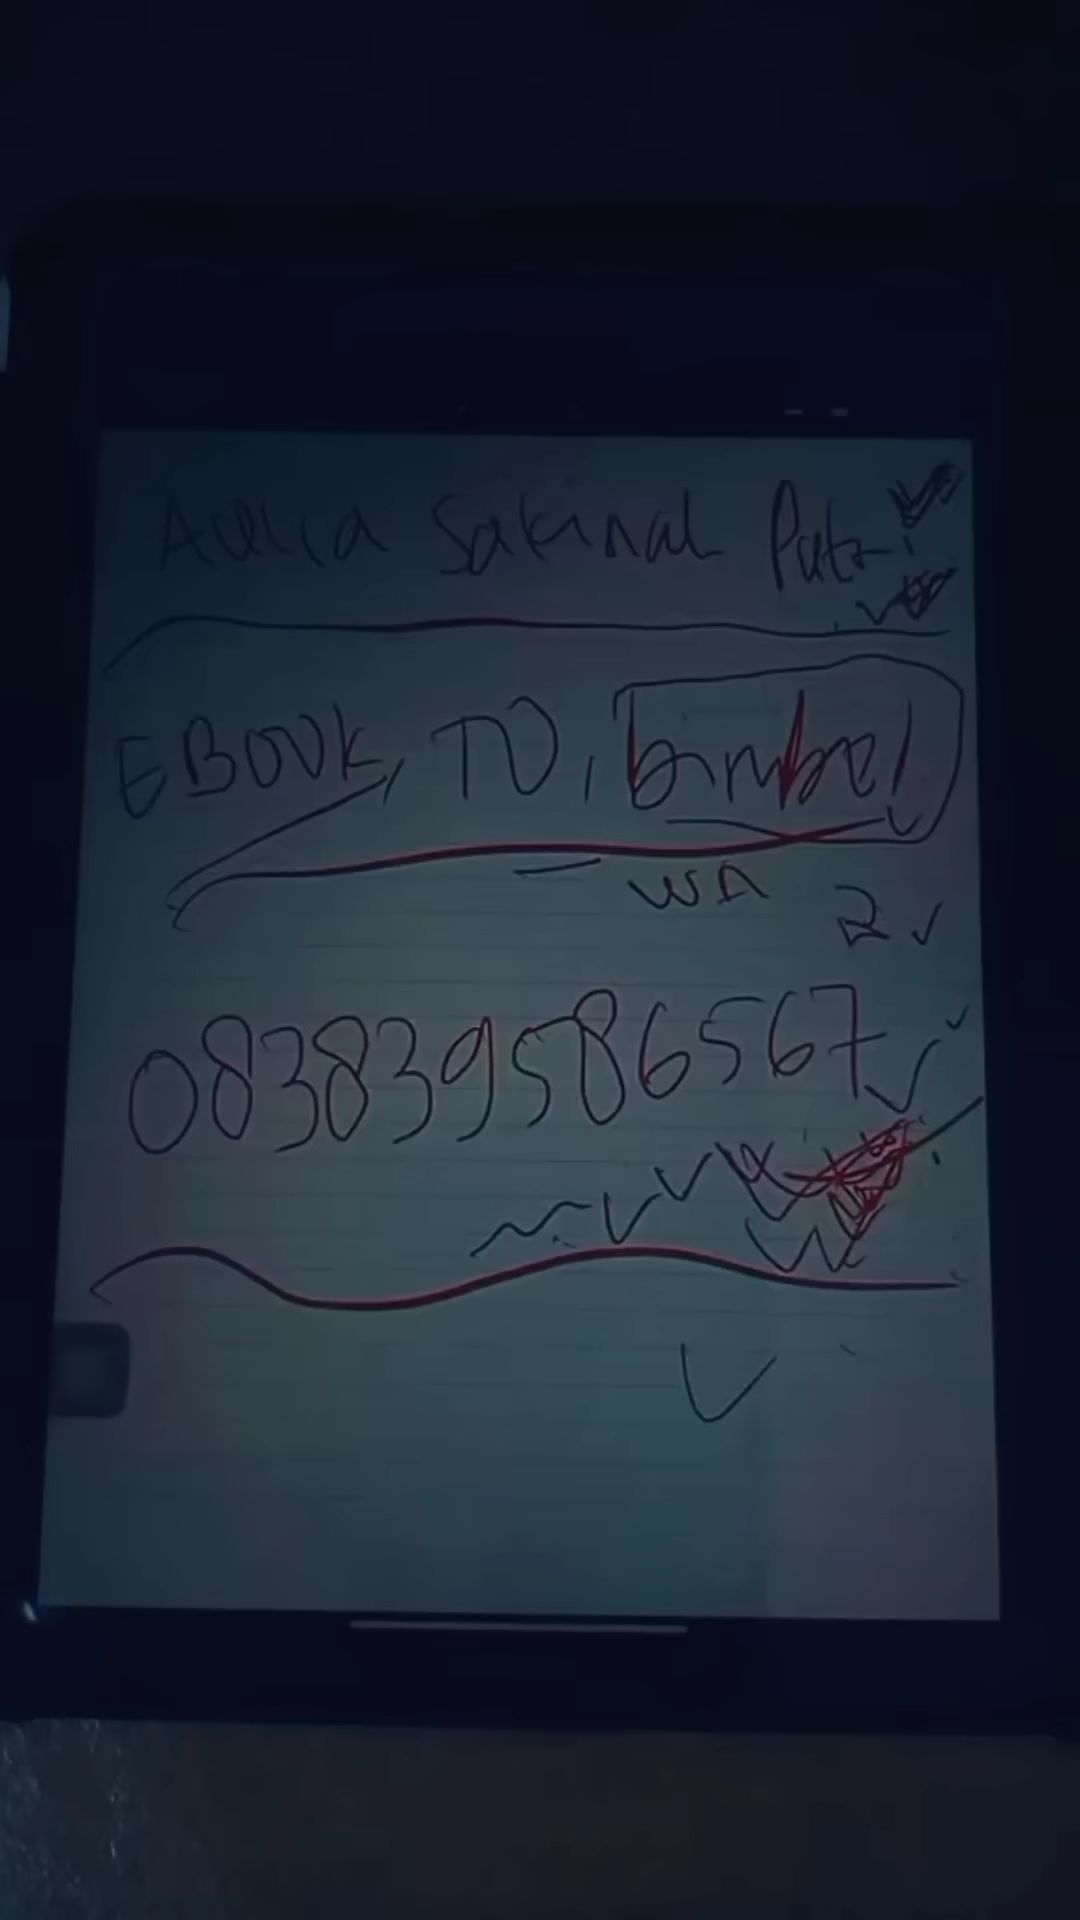 Aulia Sakinah Putri
EBOOK, TO, bimbel
WA
2
083839586567